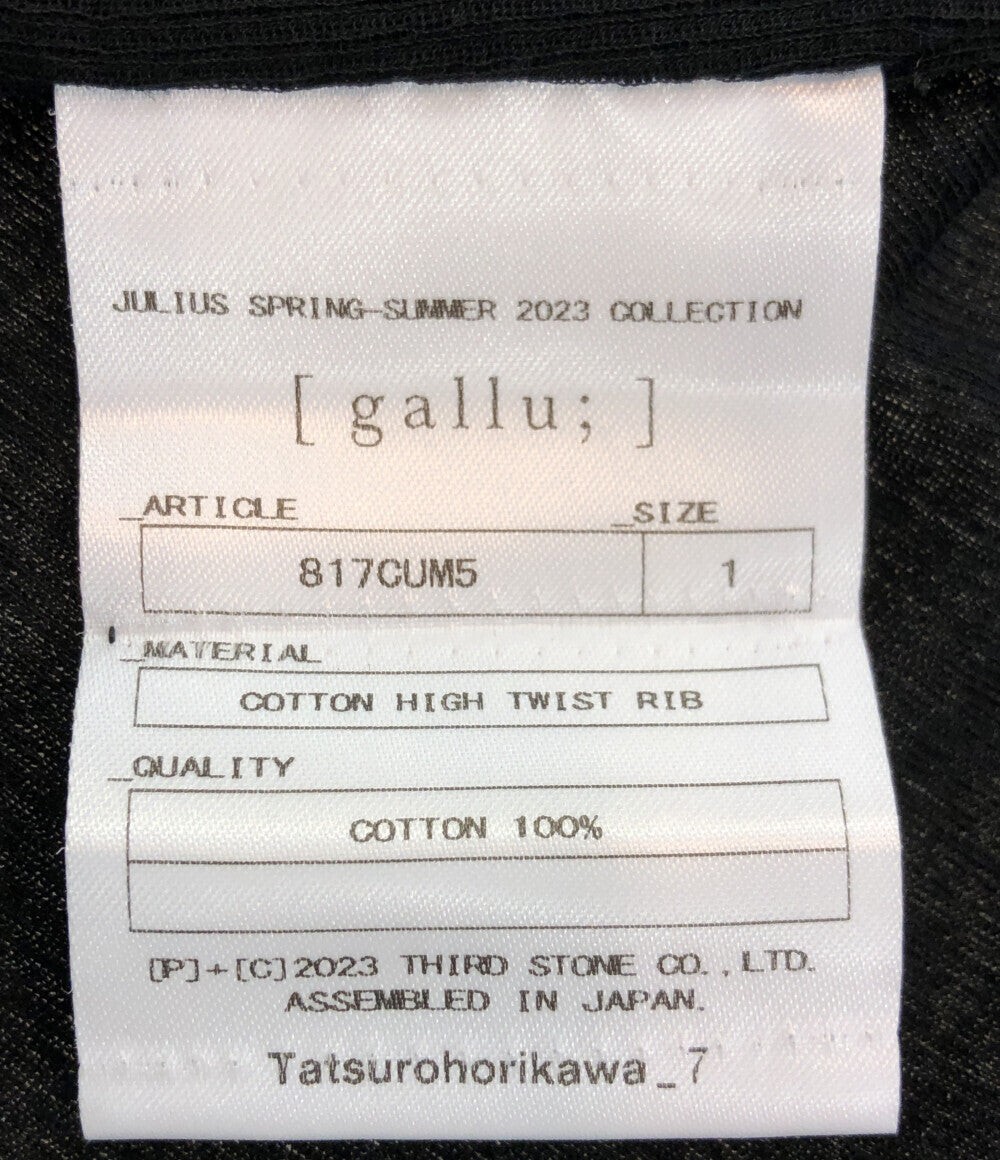 JULIUS SPRING-SUMMER 2023 COLLECTION
[ gallu; ]
_ARTICLE _SIZE
817CUM5 1
_MATERIAL
COTTON HIGH TWIST RIB
_QUALITY
COTTON 100%
[P]+[C]2023 THIRD STONE CO.,LTD.
ASSEMBLED IN JAPAN.
Tatsurohorikawa_7